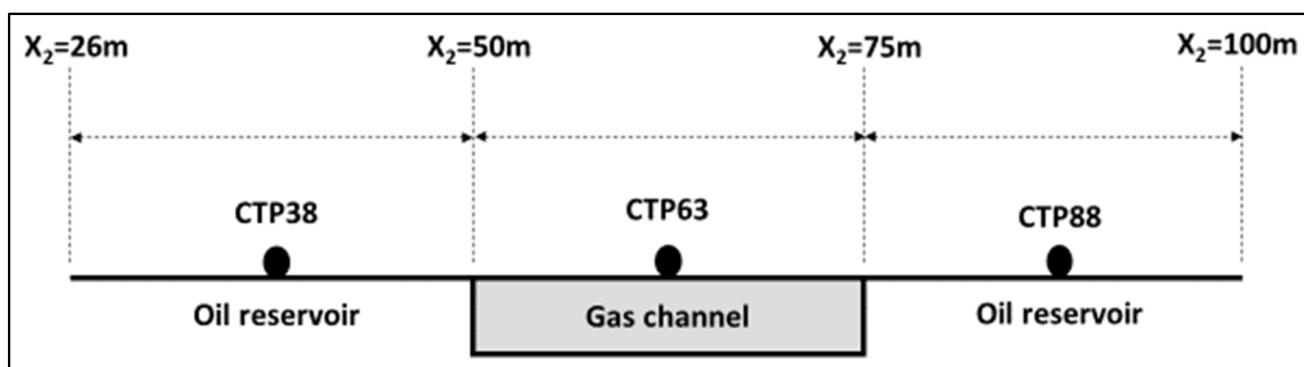 X₂=26m X₂=50m X₂=75m X₂=100m
CTP38 CTP63 CTP88
Oil reservoir Gas channel Oil reservoir